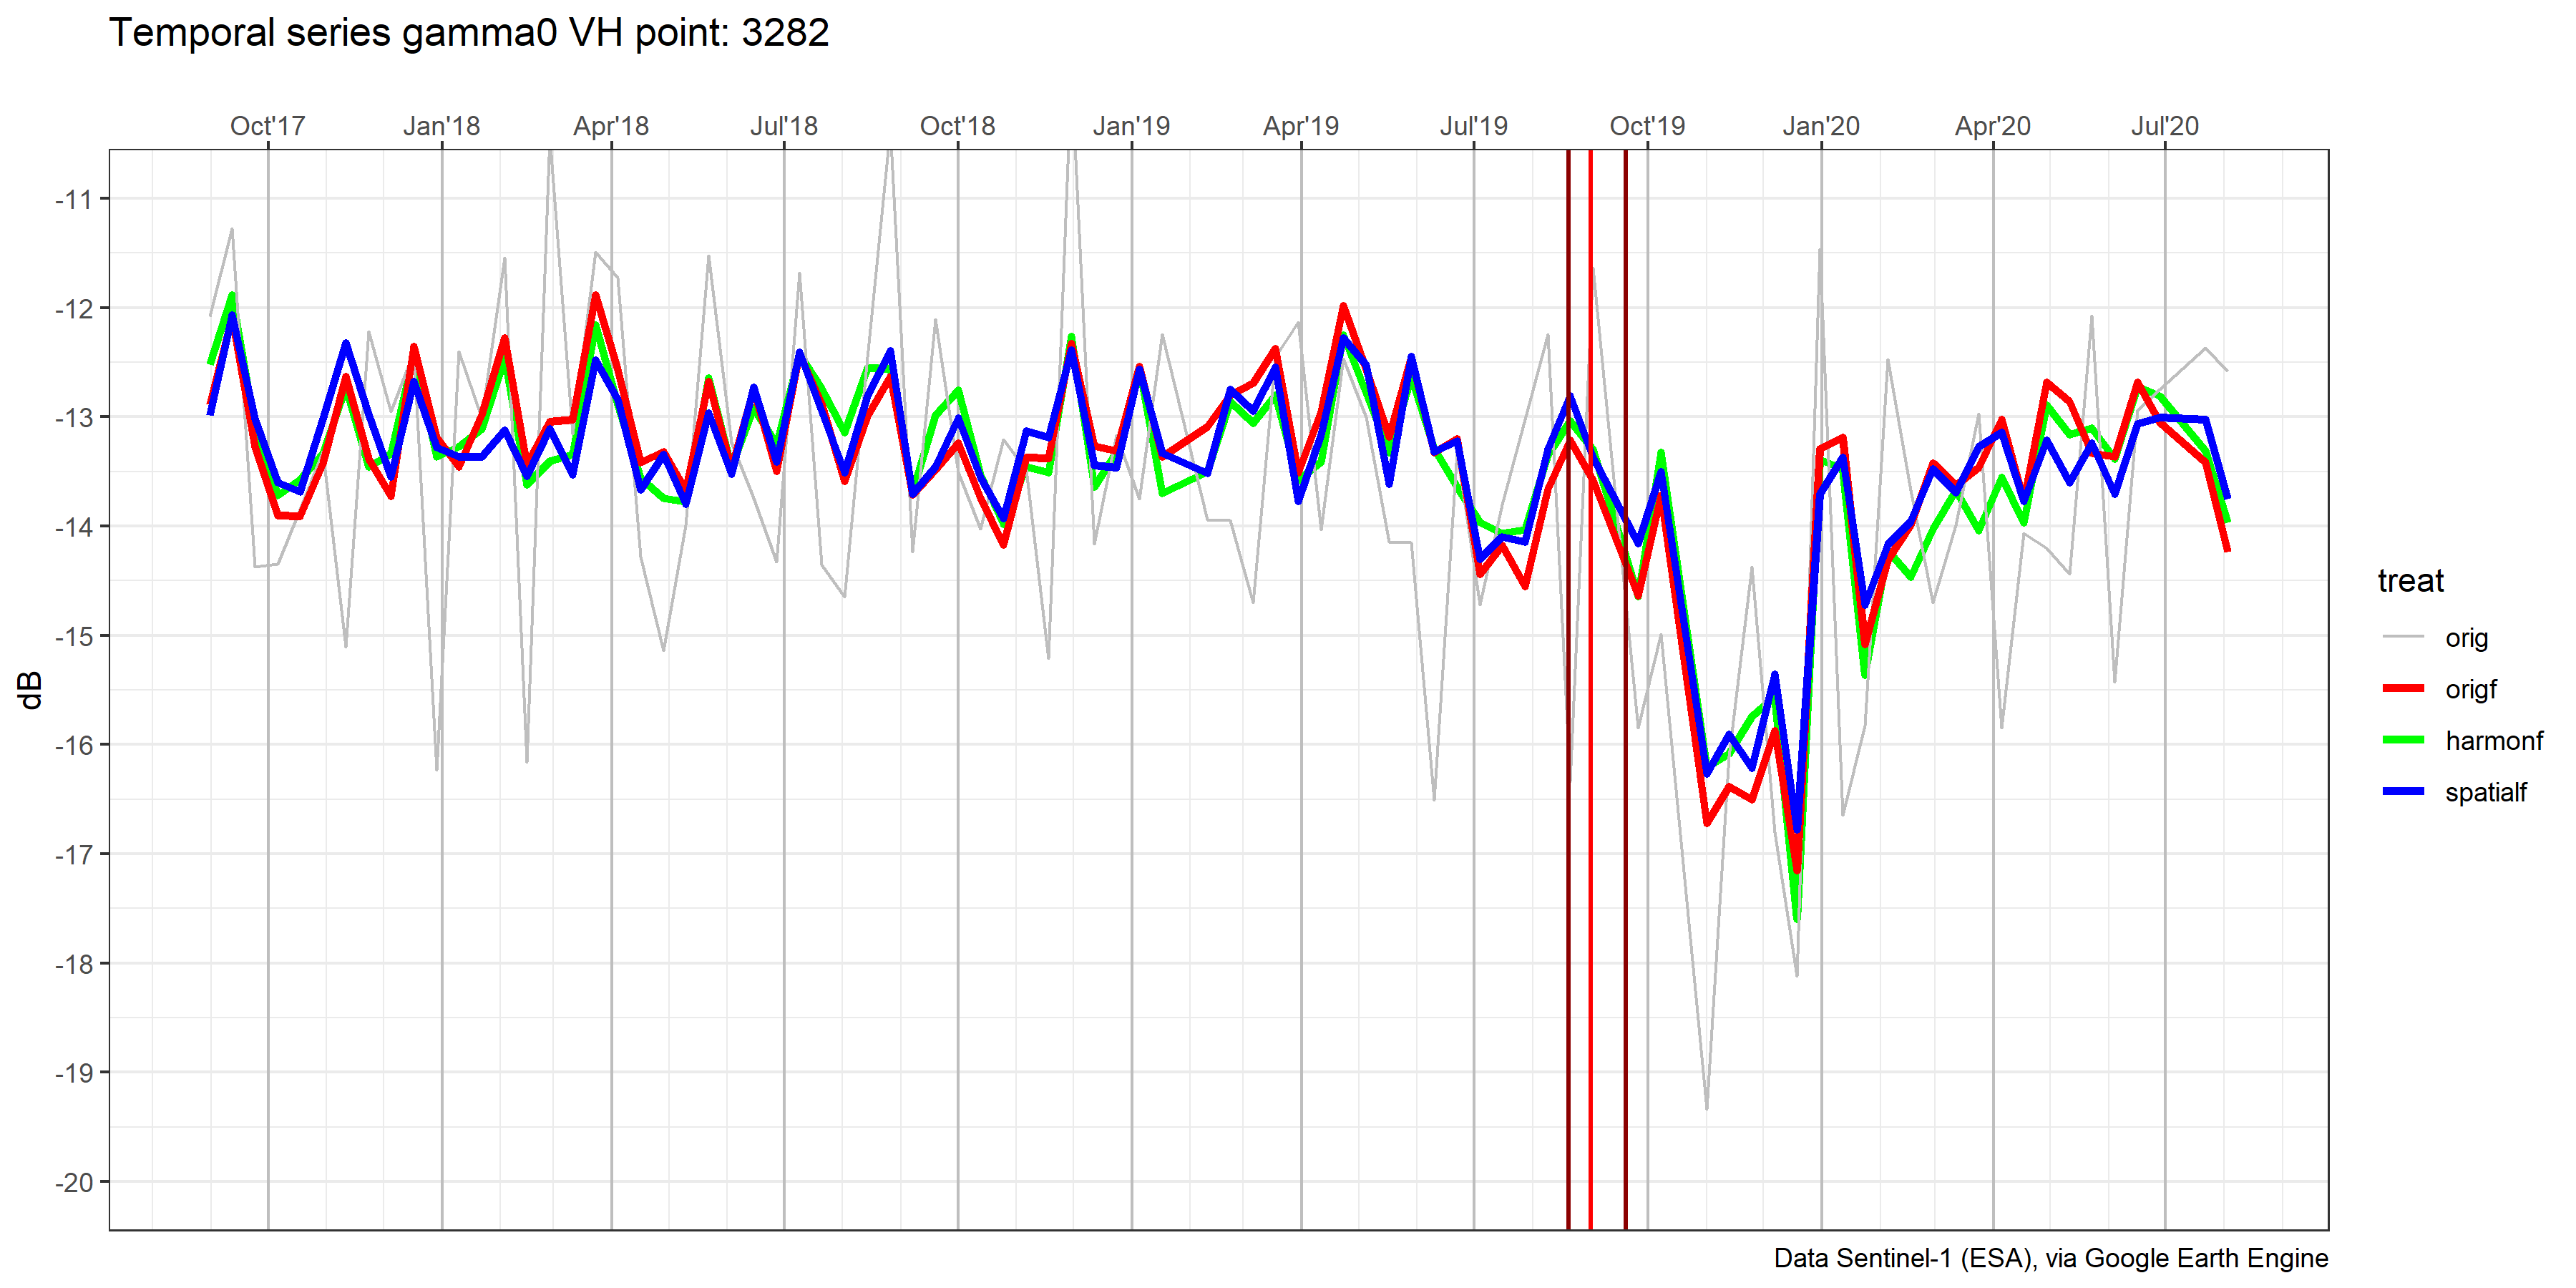 Temporal series gamma0 VH point: 3282
Oct'17 Jan'18 Apr'18 Jul'18 Oct'18 Jan'19 Apr'19 Jul'19 Oct'19 Jan'20 Apr'20 Jul'20
-11
-12
-13
-14
-15
-16
-17
-18
-19
-20
dB
treat
orig
origf
harmonf
spatialf
Data Sentinel-1 (ESA), via Google Earth Engine